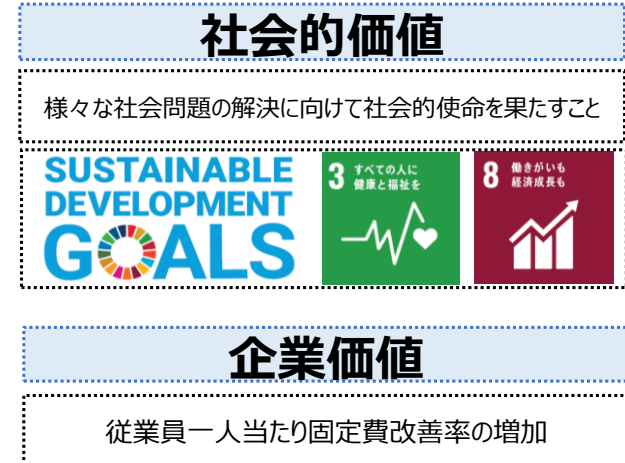 社会的価値
様々な社会問題の解決に向けて社会的使命を果たすこと
SUSTAINABLE
DEVELOPMENT
GOALS
3 すべての人に
健康と福祉を
8 働きがいも
経済成長も
企業価値
従業員一人当たり固定費改善率の増加